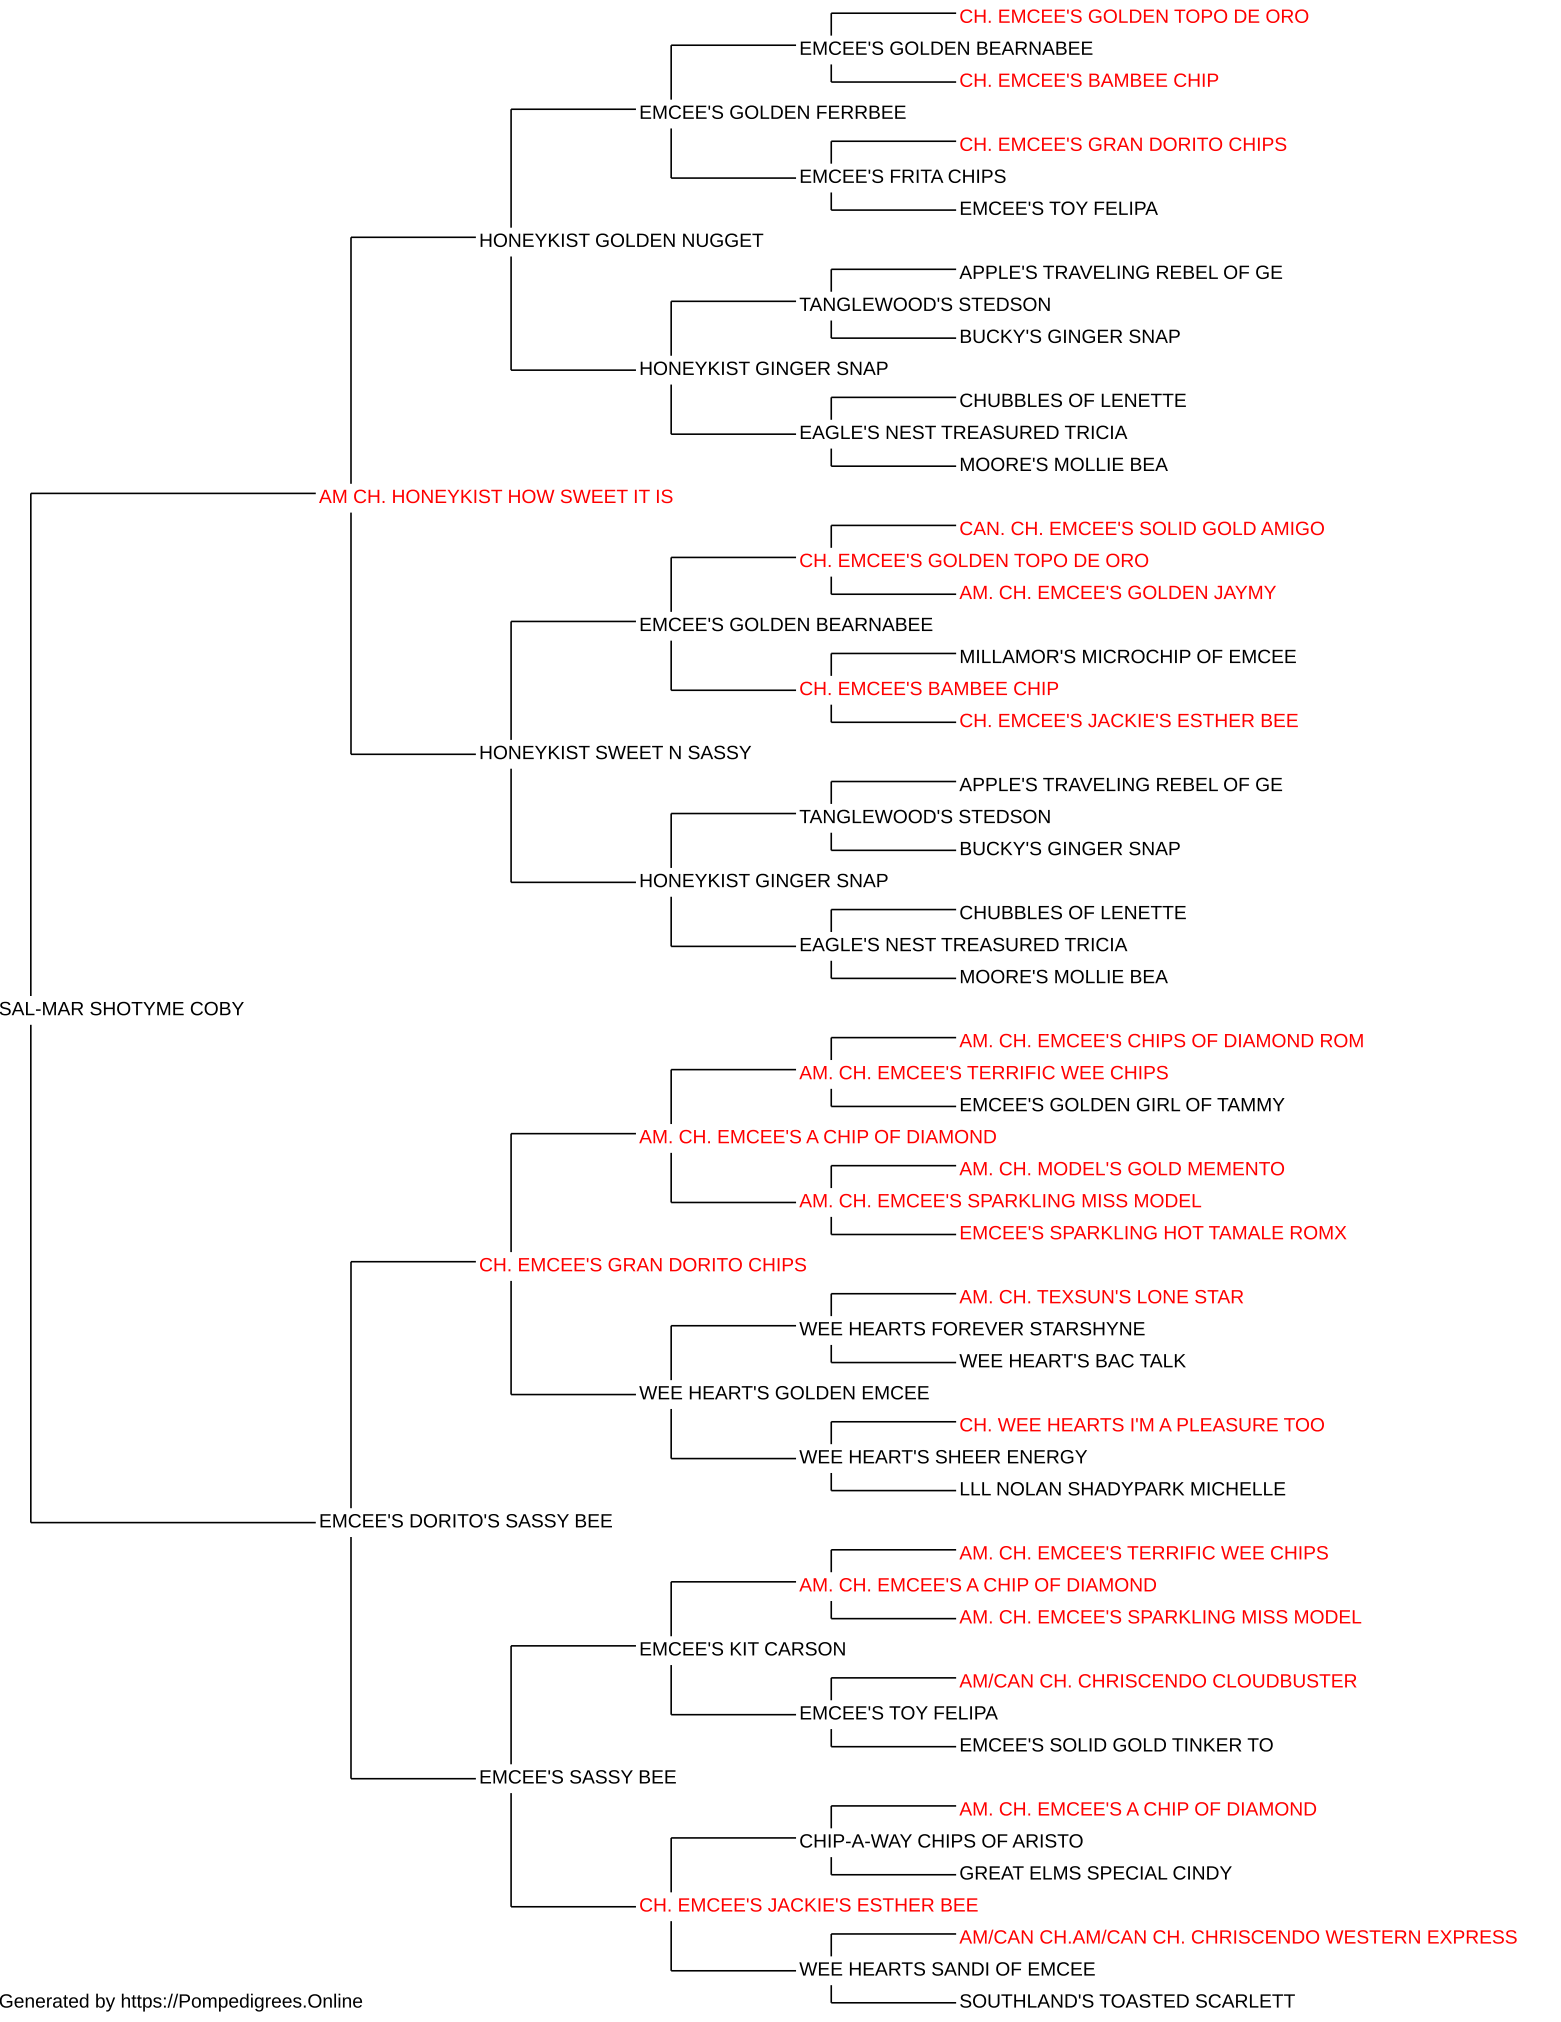 CH. EMCEE'S GOLDEN TOPO DE ORO
EMCEE'S GOLDEN BEARNABEE
CH. EMCEE'S BAMBEE CHIP
EMCEE'S GOLDEN FERRBEE
CH. EMCEE'S GRAN DORITO CHIPS
EMCEE'S FRITA CHIPS
EMCEE'S TOY FELIPA
HONEYKIST GOLDEN NUGGET
APPLE'S TRAVELING REBEL OF GE
TANGLEWOOD'S STEDSON
BUCKY'S GINGER SNAP
HONEYKIST GINGER SNAP
CHUBBLES OF LENETTE
EAGLE'S NEST TREASURED TRICIA
MOORE'S MOLLIE BEA
AM CH. HONEYKIST HOW SWEET IT IS
CAN. CH. EMCEE'S SOLID GOLD AMIGO
CH. EMCEE'S GOLDEN TOPO DE ORO
AM. CH. EMCEE'S GOLDEN JAYMY
EMCEE'S GOLDEN BEARNABEE
MILLAMOR'S MICROCHIP OF EMCEE
CH. EMCEE'S BAMBEE CHIP
CH. EMCEE'S JACKIE'S ESTHER BEE
HONEYKIST SWEET N SASSY
APPLE'S TRAVELING REBEL OF GE
TANGLEWOOD'S STEDSON
BUCKY'S GINGER SNAP
HONEYKIST GINGER SNAP
CHUBBLES OF LENETTE
EAGLE'S NEST TREASURED TRICIA
MOORE'S MOLLIE BEA
SAL-MAR SHOTYME COBY
AM. CH. EMCEE'S CHIPS OF DIAMOND ROM
AM. CH. EMCEE'S TERRIFIC WEE CHIPS
EMCEE'S GOLDEN GIRL OF TAMMY
AM. CH. EMCEE'S A CHIP OF DIAMOND
AM. CH. MODEL'S GOLD MEMENTO
AM. CH. EMCEE'S SPARKLING MISS MODEL
EMCEE'S SPARKLING HOT TAMALE ROMX
CH. EMCEE'S GRAN DORITO CHIPS
AM. CH. TEXSUN'S LONE STAR
WEE HEARTS FOREVER STARSHYNE
WEE HEART'S BAC TALK
WEE HEART'S GOLDEN EMCEE
CH. WEE HEARTS I'M A PLEASURE TOO
WEE HEART'S SHEER ENERGY
LLL NOLAN SHADYPARK MICHELLE
EMCEE'S DORITO'S SASSY BEE
AM. CH. EMCEE'S TERRIFIC WEE CHIPS
AM. CH. EMCEE'S A CHIP OF DIAMOND
AM. CH. EMCEE'S SPARKLING MISS MODEL
EMCEE'S KIT CARSON
AM/CAN CH. CHRISCENDO CLOUDBUSTER
EMCEE'S TOY FELIPA
EMCEE'S SOLID GOLD TINKER TO
EMCEE'S SASSY BEE
AM. CH. EMCEE'S A CHIP OF DIAMOND
CHIP-A-WAY CHIPS OF ARISTO
GREAT ELMS SPECIAL CINDY
CH. EMCEE'S JACKIE'S ESTHER BEE
AM/CAN CH.AM/CAN CH. CHRISCENDO WESTERN EXPRESS
WEE HEARTS SANDI OF EMCEE
SOUTHLAND'S TOASTED SCARLETT
Generated by https://Pompedigrees.Online